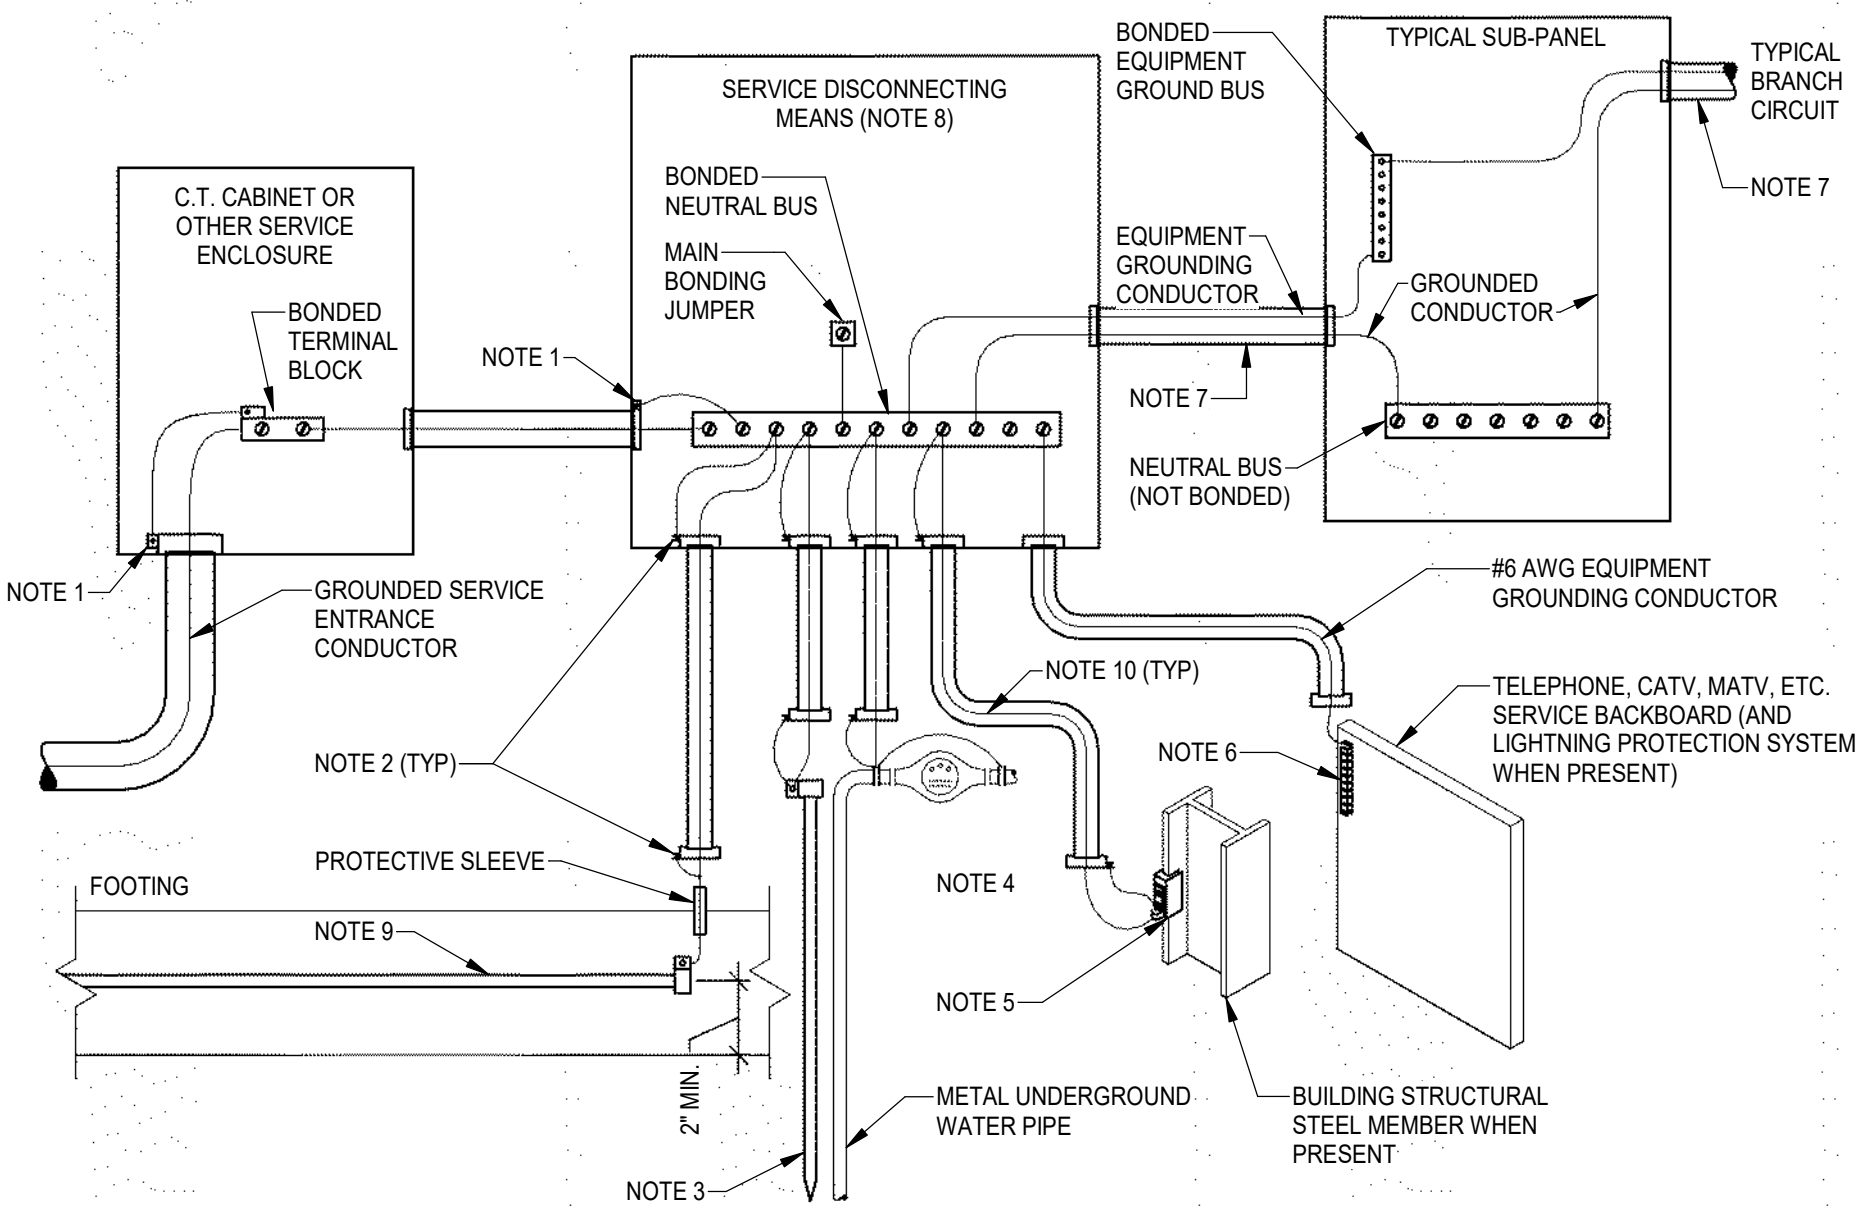 C.T. CABINET OR
OTHER SERVICE
ENCLOSURE
BONDED
TERMINAL
BLOCK
NOTE 1
NOTE 1
GROUNDED SERVICE
ENTRANCE
CONDUCTOR
SERVICE DISCONNECTING
MEANS (NOTE 8)
BONDED
NEUTRAL BUS
MAIN
BONDING
JUMPER
BONDED
EQUIPMENT
GROUND BUS
TYPICAL SUB-PANEL
TYPICAL
BRANCH
CIRCUIT
NOTE 7
EQUIPMENT
GROUNDING
CONDUCTOR
GROUNDED
CONDUCTOR
NOTE 7
NEUTRAL BUS
(NOT BONDED)
#6 AWG EQUIPMENT
GROUNDING CONDUCTOR
NOTE 10 (TYP)
TELEPHONE, CATV, MATV, ETC.
SERVICE BACKBOARD (AND
LIGHTNING PROTECTION SYSTEM
WHEN PRESENT)
NOTE 6
NOTE 2 (TYP)
PROTECTIVE SLEEVE
FOOTING
NOTE 9
NOTE 4
NOTE 5
2" MIN.
METAL UNDERGROUND
WATER PIPE
BUILDING STRUCTURAL
STEEL MEMBER WHEN
PRESENT
NOTE 3